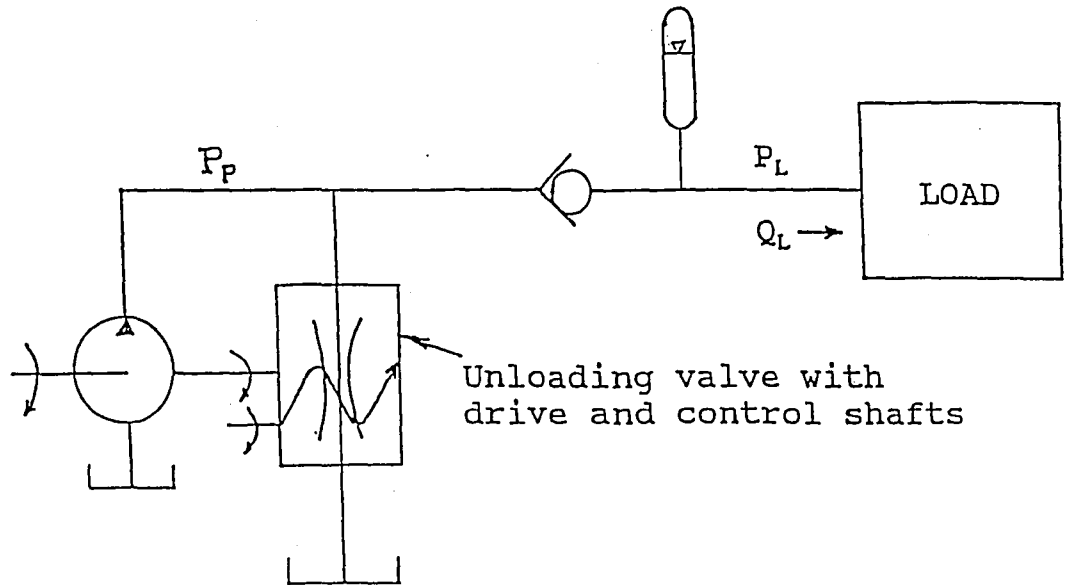 P_P
P_L
LOAD
Q_L
Unloading valve with
drive and control shafts